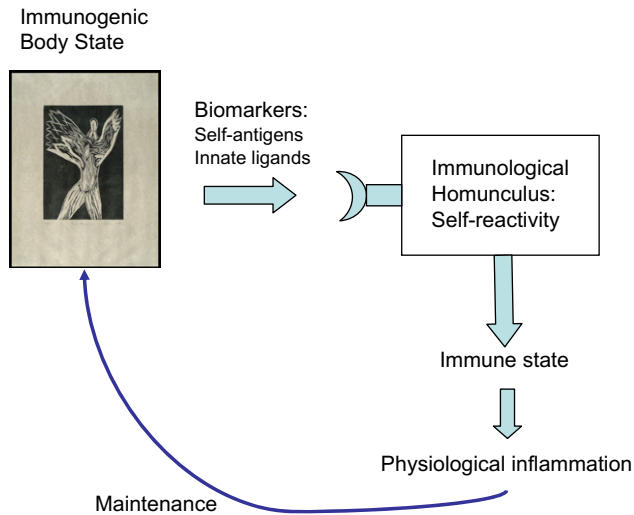 Immunogenic
Body State
Biomarkers:
Self-antigens
Innate ligands
Immunological
Homunculus:
Self-reactivity
Immune state
Physiological inflammation
Maintenance